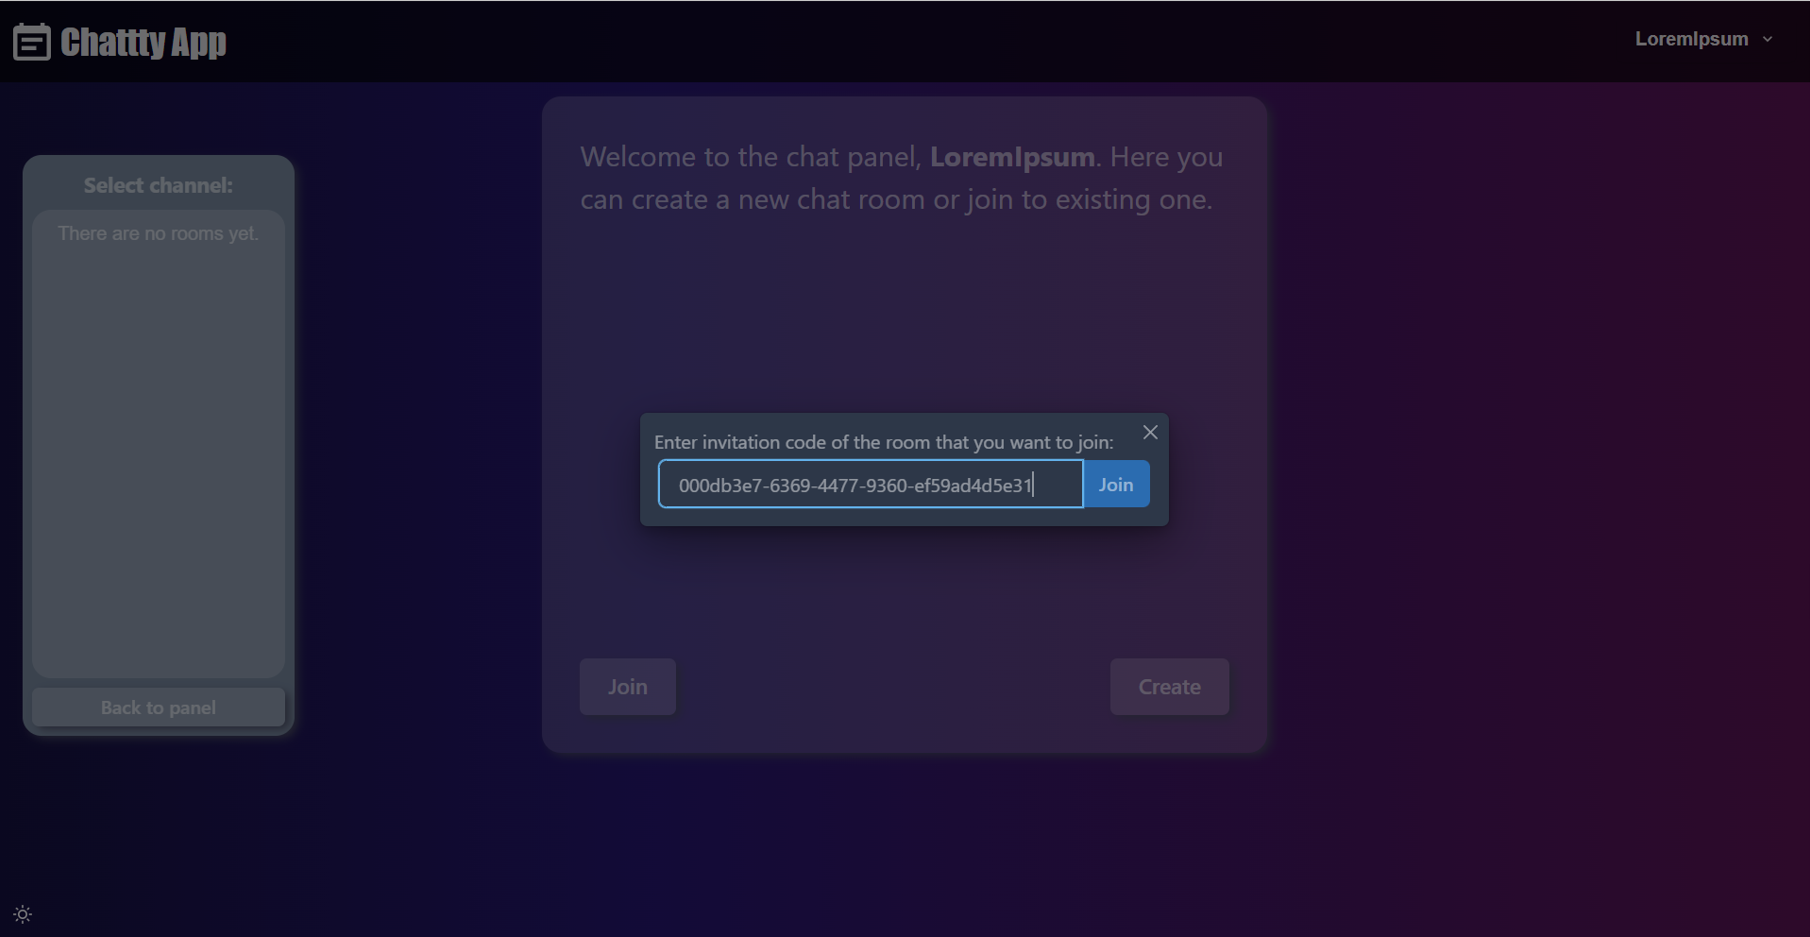 Chattty App
LoremIpsum
Select channel:
There are no rooms yet.
Back to panel
Welcome to the chat panel, LoremIpsum. Here you
can create a new chat room or join to existing one.
Enter invitation code of the room that you want to join:
000db3e7-6369-4477-9360-ef59ad4d5e31
Join
Join
Create